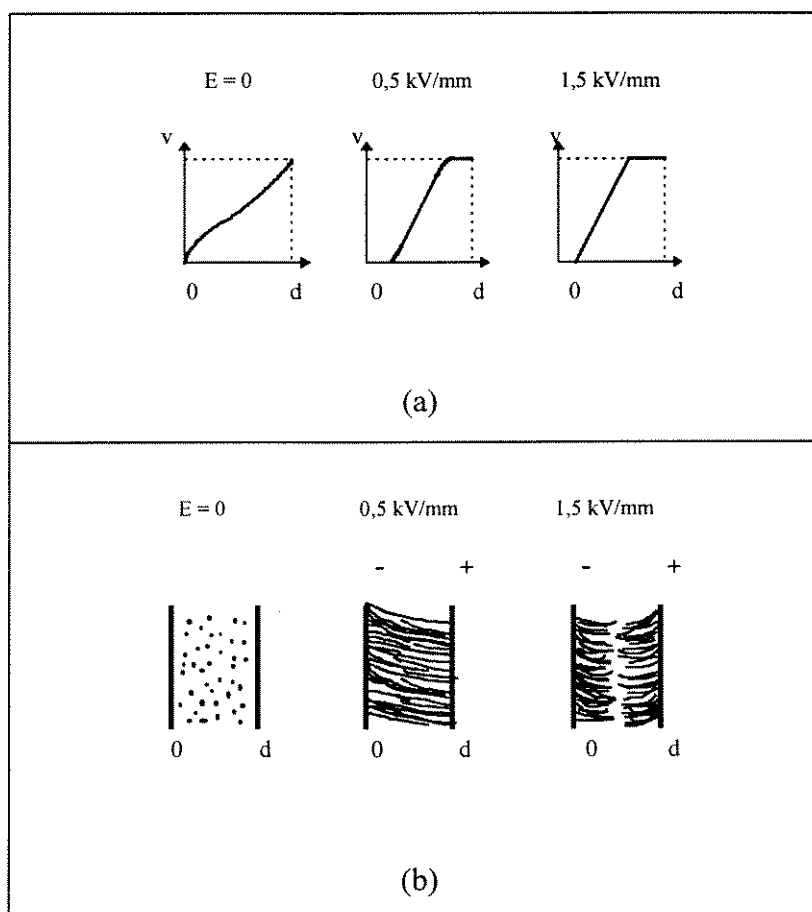 E = 0 0,5 kV/mm 1,5 kV/mm
v v v
0 d 0 d 0 d
(a)
E = 0 0,5 kV/mm 1,5 kV/mm
- + - +
0 d 0 d 0 d
(b)